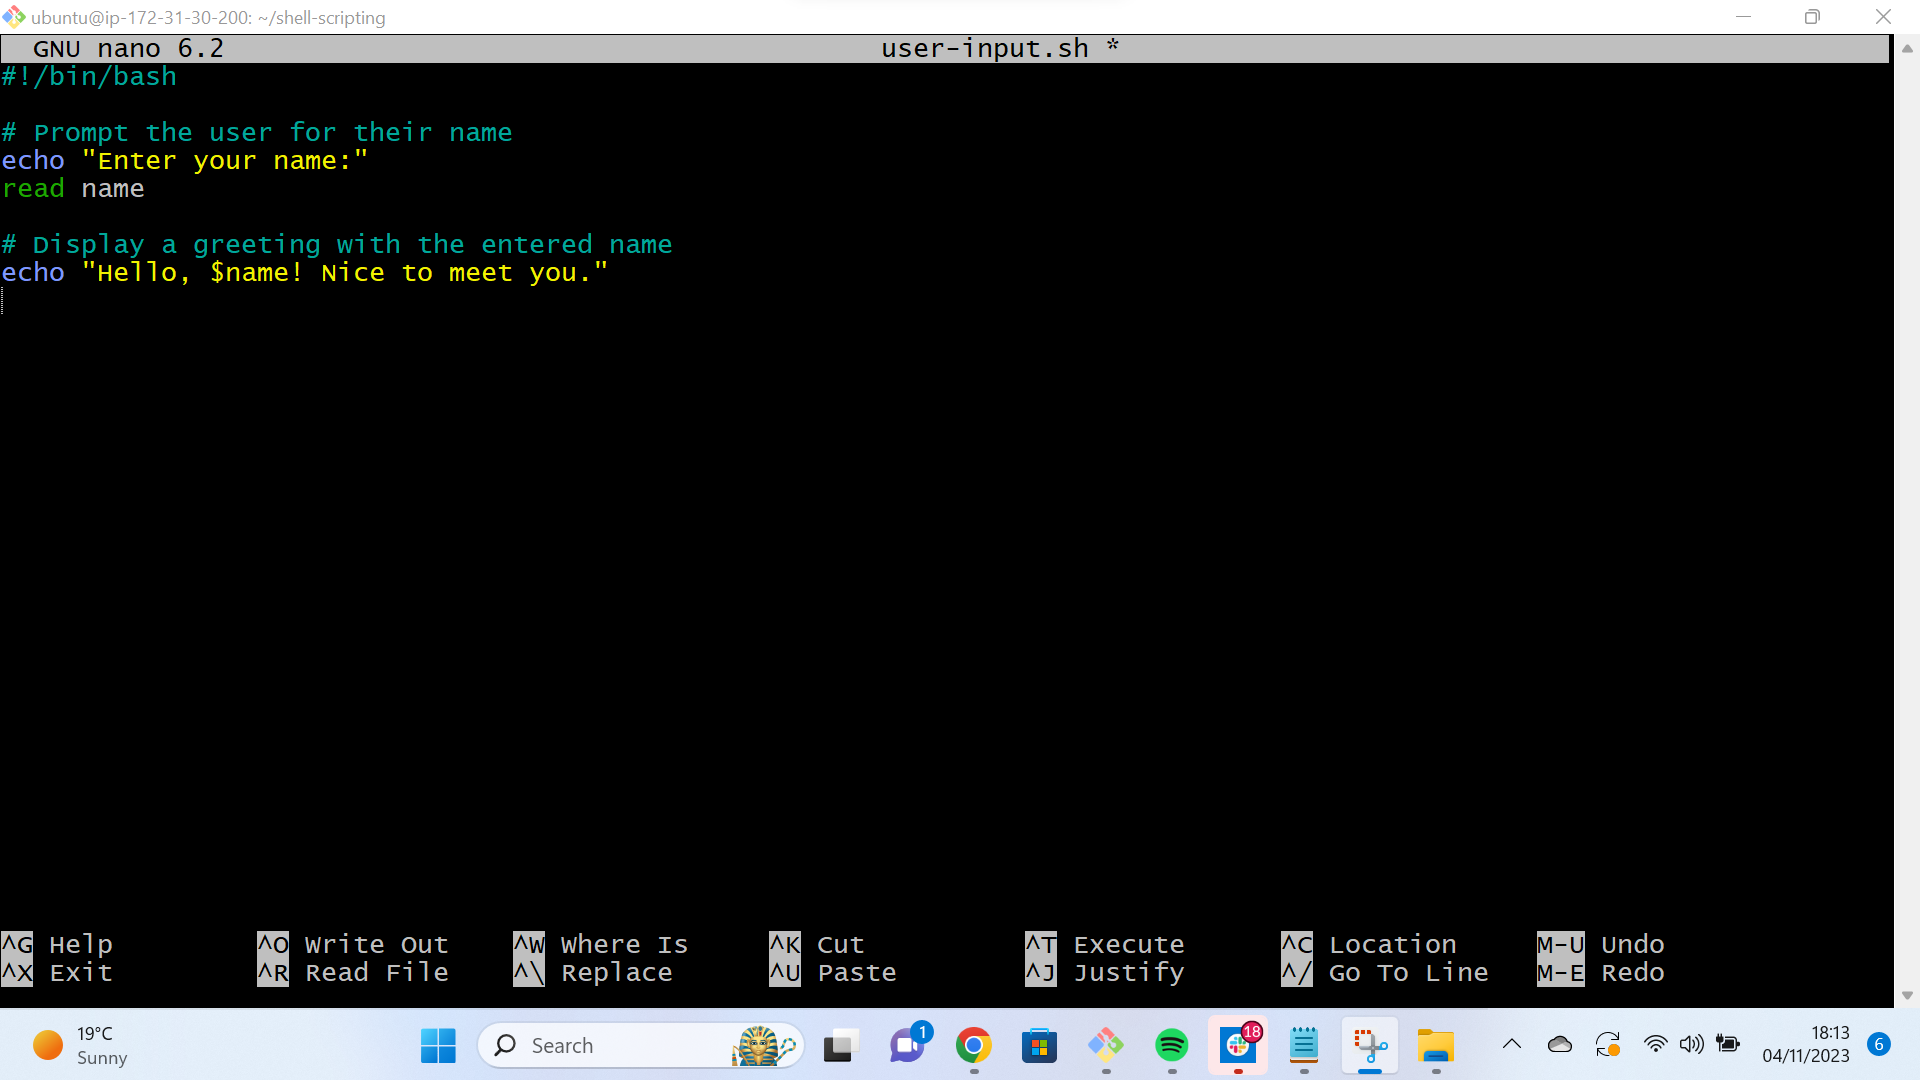 ubuntu@ip-172-31-30-200: ~/shell-scripting
GNU nano 6.2 user-input.sh *
#!/bin/bash
# Prompt the user for their name
echo "Enter your name:"
read name
# Display a greeting with the entered name
echo "Hello, $name! Nice to meet you."
^G Help ^O Write Out ^W Where Is ^K Cut ^T Execute ^C Location M-U Undo
^X Exit ^R Read File ^\ Replace ^U Paste ^J Justify ^/ Go To Line M-E Redo
19°C
Sunny
Search
1
18
18:13
04/11/2023
6